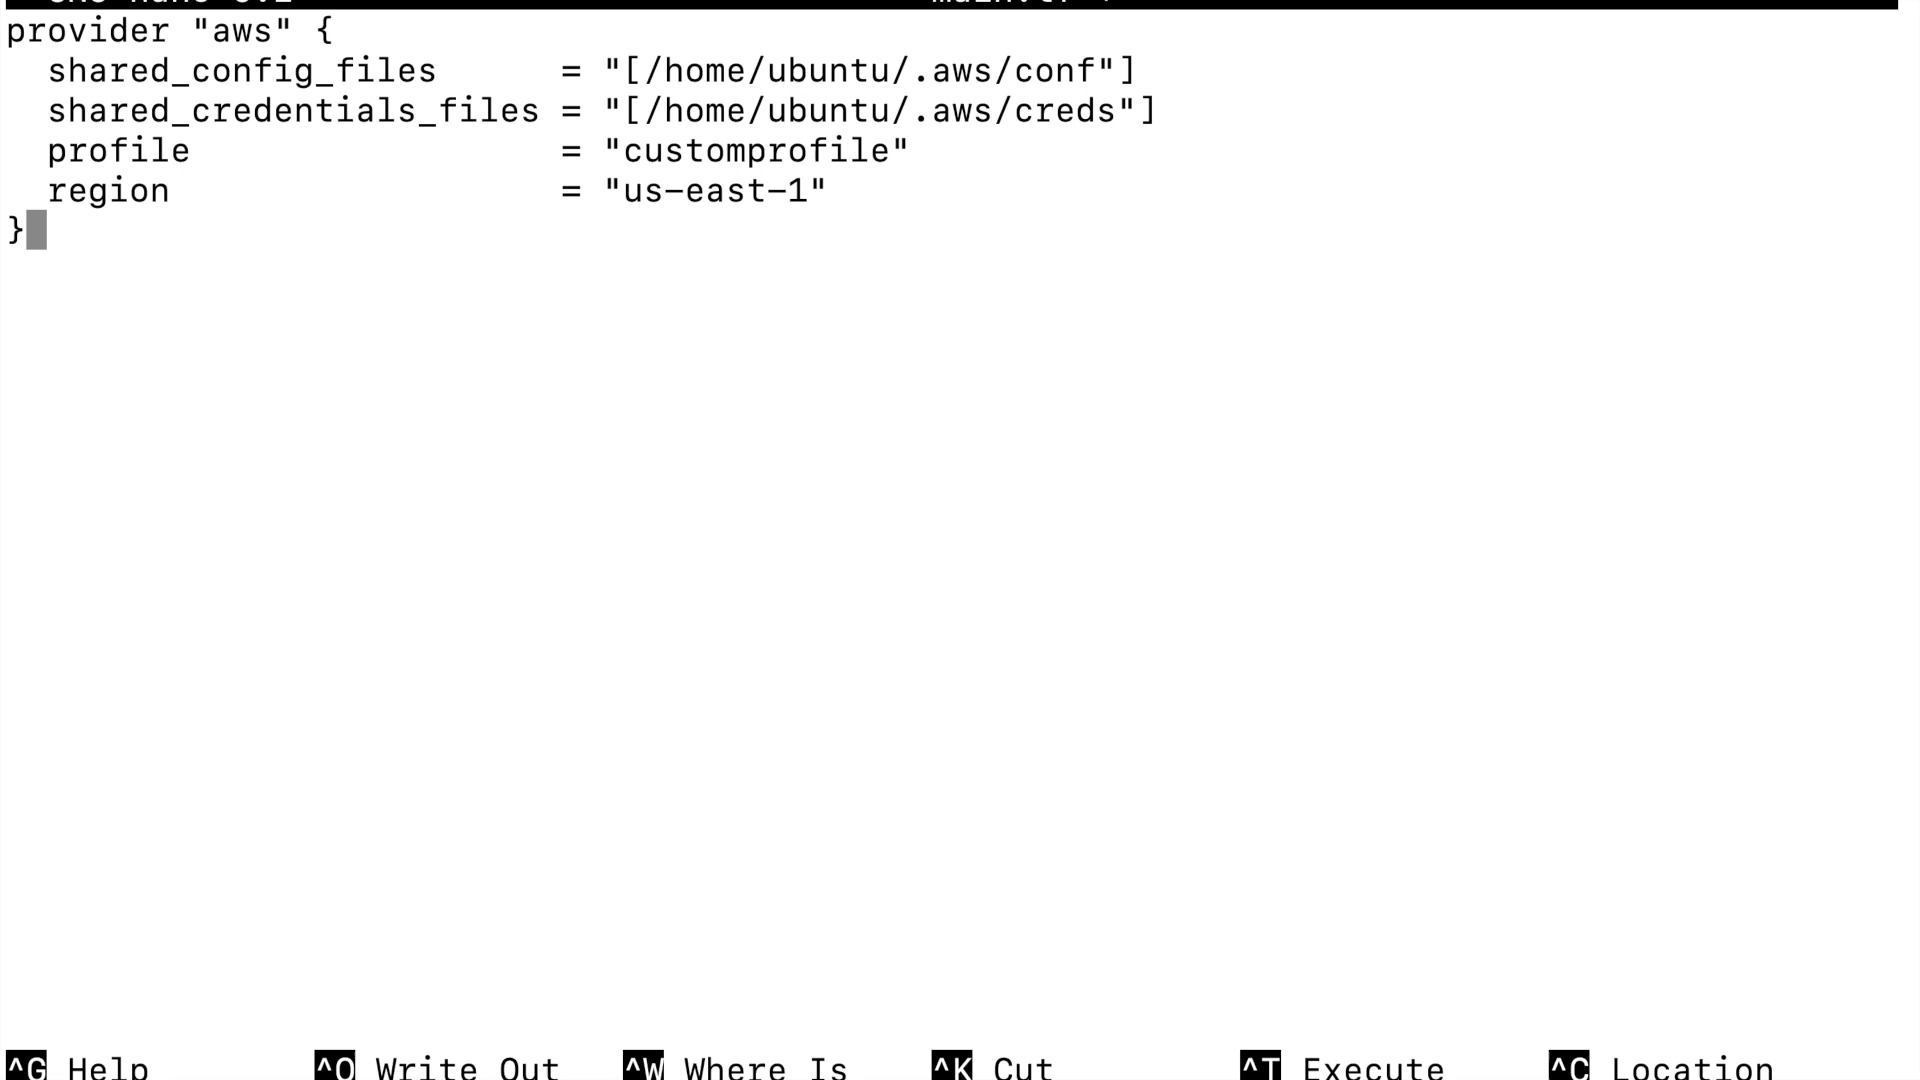 provider "aws" {
  shared_config_files      = "[/home/ubuntu/.aws/conf"]
  shared_credentials_files = "[/home/ubuntu/.aws/creds"]
  profile                  = "customprofile"
  region                   = "us-east-1"
}
^G Help ^O Write Out ^W Where Is ^K Cut ^T Execute ^C Location